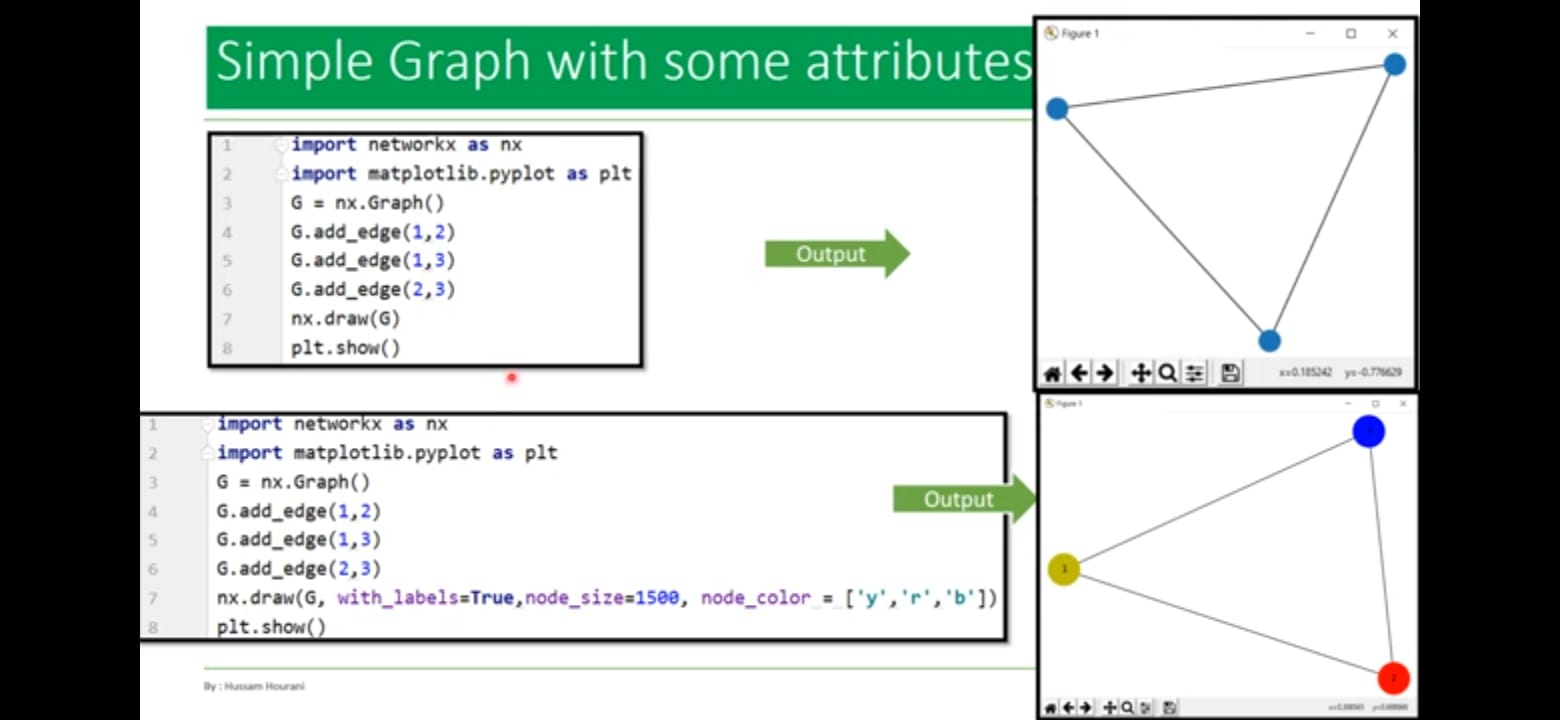 Simple Graph with some attributes
1 import networkx as nx
2 import matplotlib.pyplot as plt
3 G = nx.Graph()
4 G.add_edge(1,2)
5 G.add_edge(1,3)
6 G.add_edge(2,3)
7 nx.draw(G)
8 plt.show()
Output
Figure 1
x=0.185242 y=-0.776629
1 import networkx as nx
2 import matplotlib.pyplot as plt
3 G = nx.Graph()
4 G.add_edge(1,2)
5 G.add_edge(1,3)
6 G.add_edge(2,3)
7 nx.draw(G, with_labels=True,node_size=1500, node_color = ['y','r','b'])
8 plt.show()
Output
Figure 1
1
2
By : Hussam Hourani